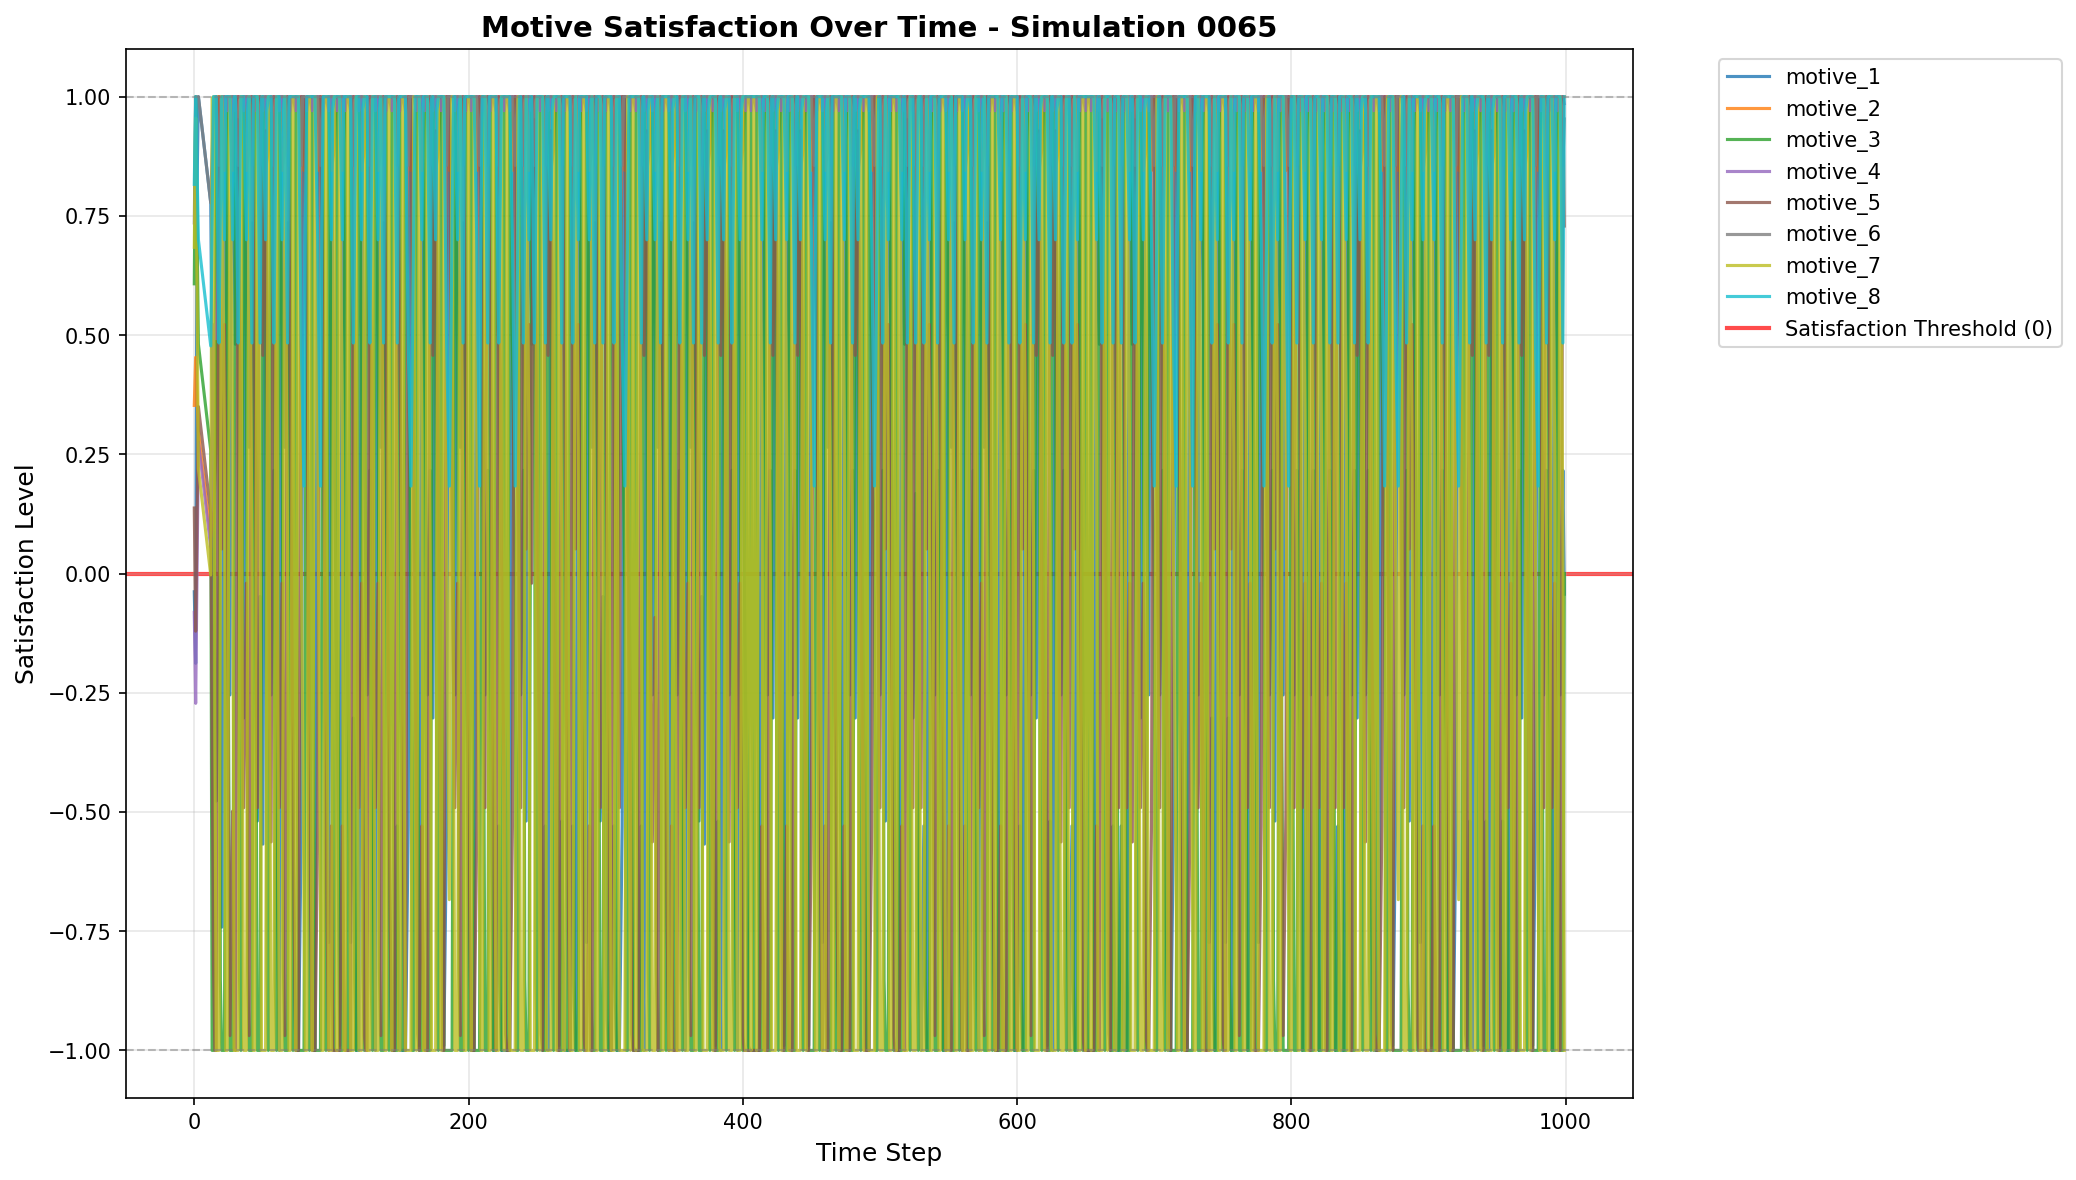 Motive Satisfaction Over Time - Simulation 0065
1.00
0.75
0.50
0.25
0.00
−0.25
−0.50
−0.75
−1.00
Satisfaction Level
0
200
400
600
800
1000
Time Step
motive_1
motive_2
motive_3
motive_4
motive_5
motive_6
motive_7
motive_8
Satisfaction Threshold (0)